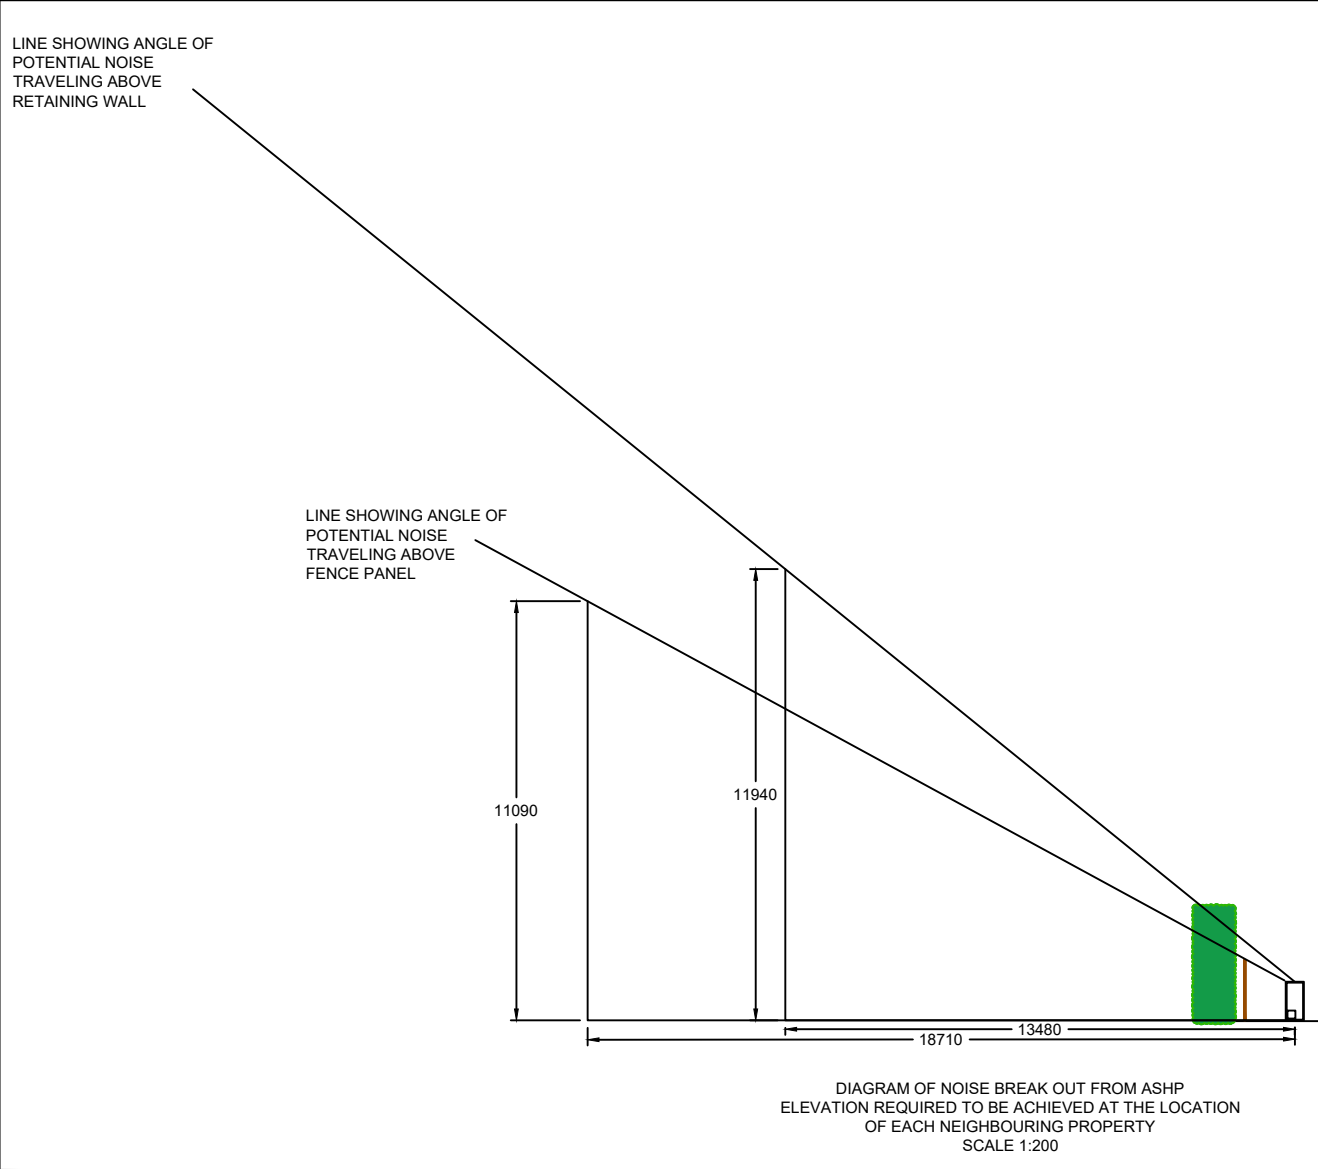 LINE SHOWING ANGLE OF
POTENTIAL NOISE
TRAVELING ABOVE
RETAINING WALL
LINE SHOWING ANGLE OF
POTENTIAL NOISE
TRAVELING ABOVE
FENCE PANEL
11940
11090
13480
18710
DIAGRAM OF NOISE BREAK OUT FROM ASHP
ELEVATION REQUIRED TO BE ACHIEVED AT THE LOCATION
OF EACH NEIGHBOURING PROPERTY
SCALE 1:200